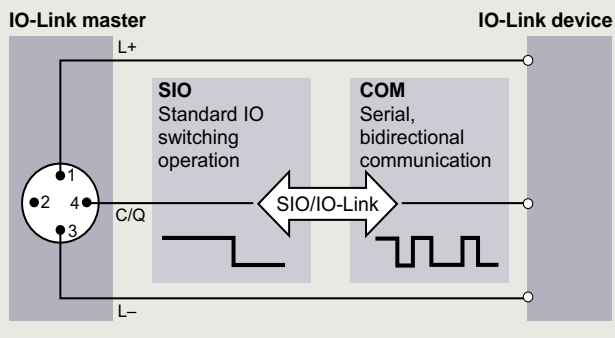 IO-Link master
IO-Link device
L+
SIO
Standard IO
switching
operation
COM
Serial,
bidirectional
communication
1
2
4
3
C/Q
SIO/IO-Link
L–